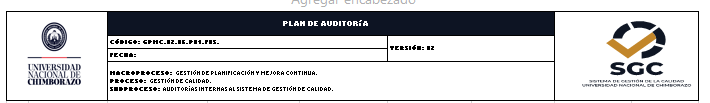 Agregar encabezado
PLAN DE AUDITORÍA
CÓDIGO: GPMC.02.05.P01.F05.
VERSIÓN: 02
FECHA:
MACROPROCESO: GESTIÓN DE PLANIFICACIÓN Y MEJORA CONTINUA.
PROCESO: GESTIÓN DE CALIDAD.
SUBPROCESO: AUDITORÍAS INTERNAS AL SISTEMA DE GESTIÓN DE CALIDAD.
UNIVERSIDAD
NACIONAL DE
CHIMBORAZO
SGC
SISTEMA DE GESTIÓN DE LA CALIDAD
UNIVERSIDAD NACIONAL DE CHIMBORAZO